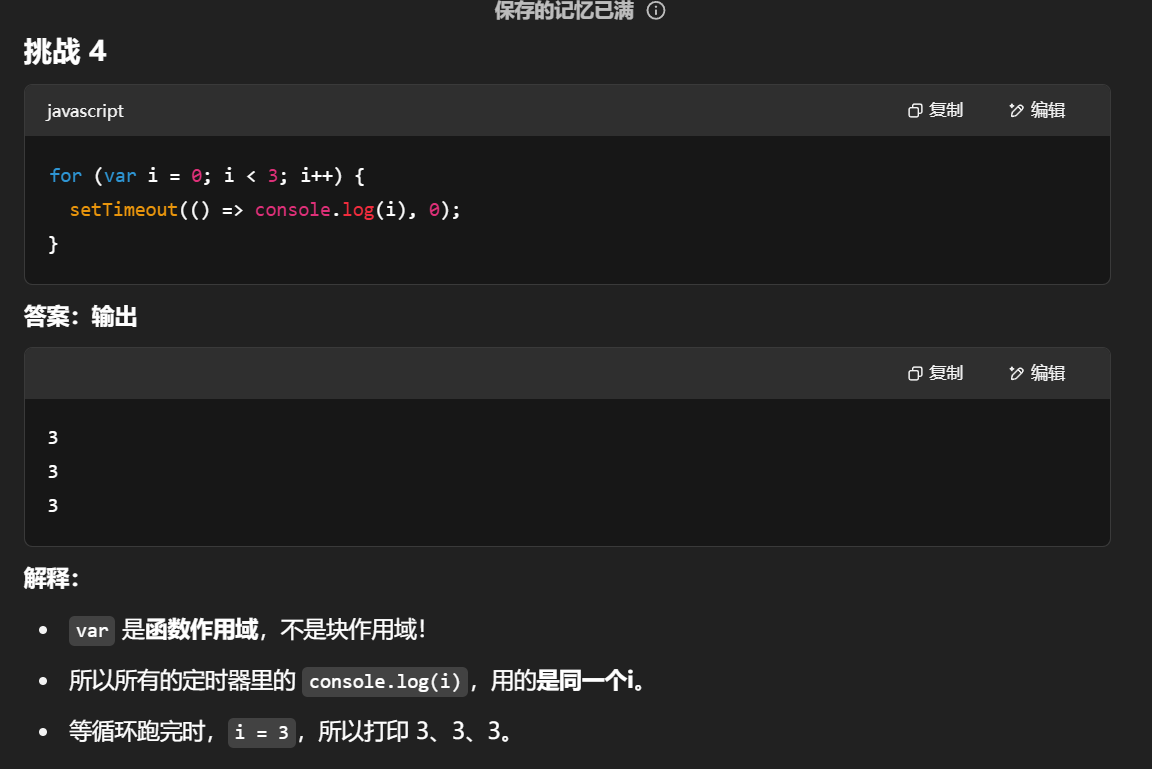 保存的记忆已满
挑战 4
javascript 复制 编辑
for (var i = 0; i < 3; i++) {
  setTimeout(() => console.log(i), 0);
}
答案：输出
复制 编辑
3
3
3
解释：
var 是函数作用域，不是块作用域！
所以所有的定时器里的 console.log(i)，用的是同一个i。
等循环跑完时，i = 3，所以打印 3、3、3。